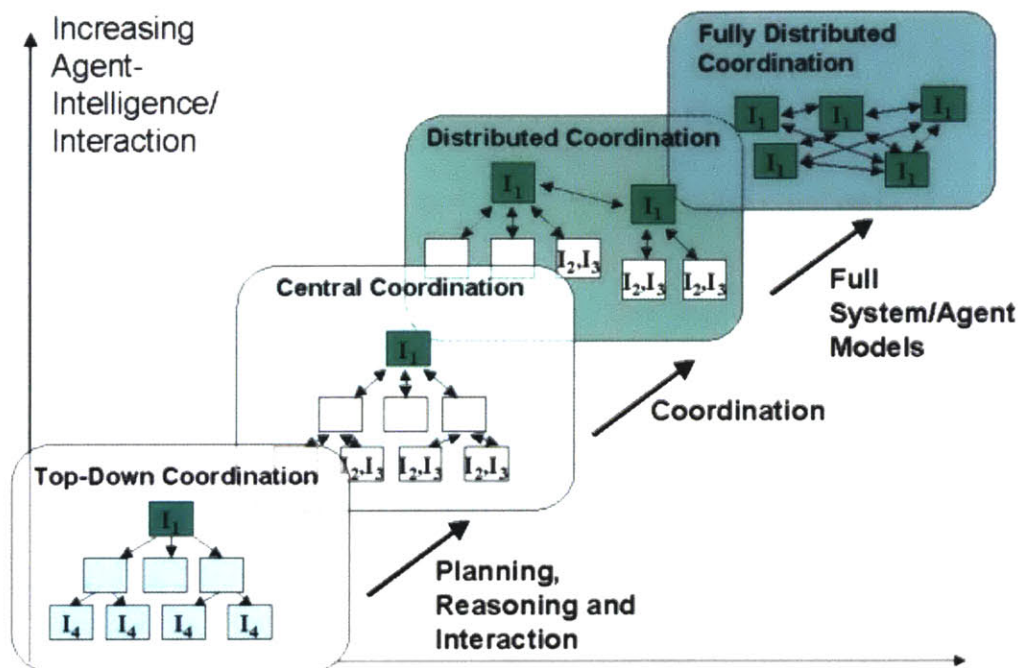 Increasing
Agent-
Intelligence/
Interaction
Fully Distributed
Coordination
I₁ I₁ I₁
I₁ I₁
Distributed Coordination
I₁
I₁
I₂,I₃
I₂,I₃ I₂,I₃
Central Coordination
I₁
I₂,I₃ I₂,I₃ I₂,I₃
Top-Down Coordination
I₁
I₄ I₄ I₄ I₄
Full
System/Agent
Models
Coordination
Planning,
Reasoning and
Interaction